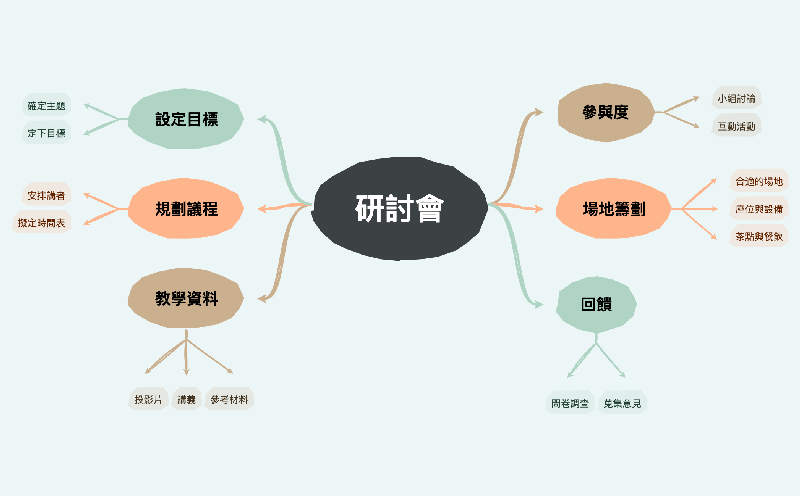 研討會
設定目標
確定主題
定下目標
規劃議程
安排講者
擬定時間表
教學資料
投影片
講義
參考材料
參與度
小組討論
互動活動
場地籌劃
合適的場地
座位與設備
茶點與餐飲
回饋
問卷調查
蒐集意見